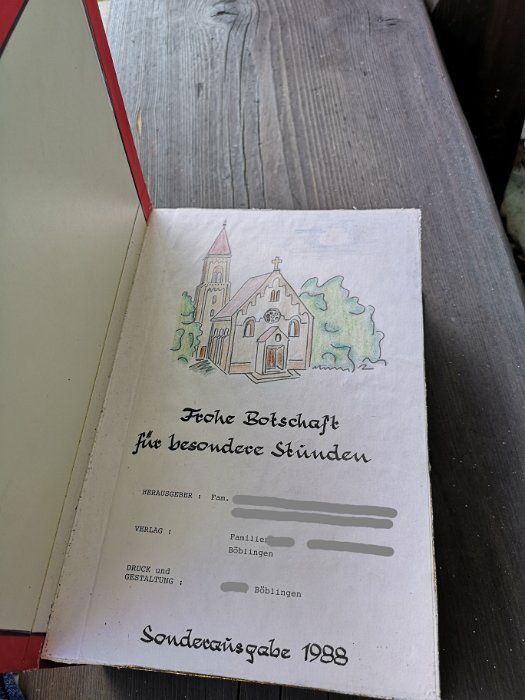 Frohe Botschaft
für besondere Stunden
HERAUSGEBER : Fam.
VERLAG : Familie
Böblingen
DRUCK und
GESTALTUNG : Böblingen
Sonderausgabe 1988